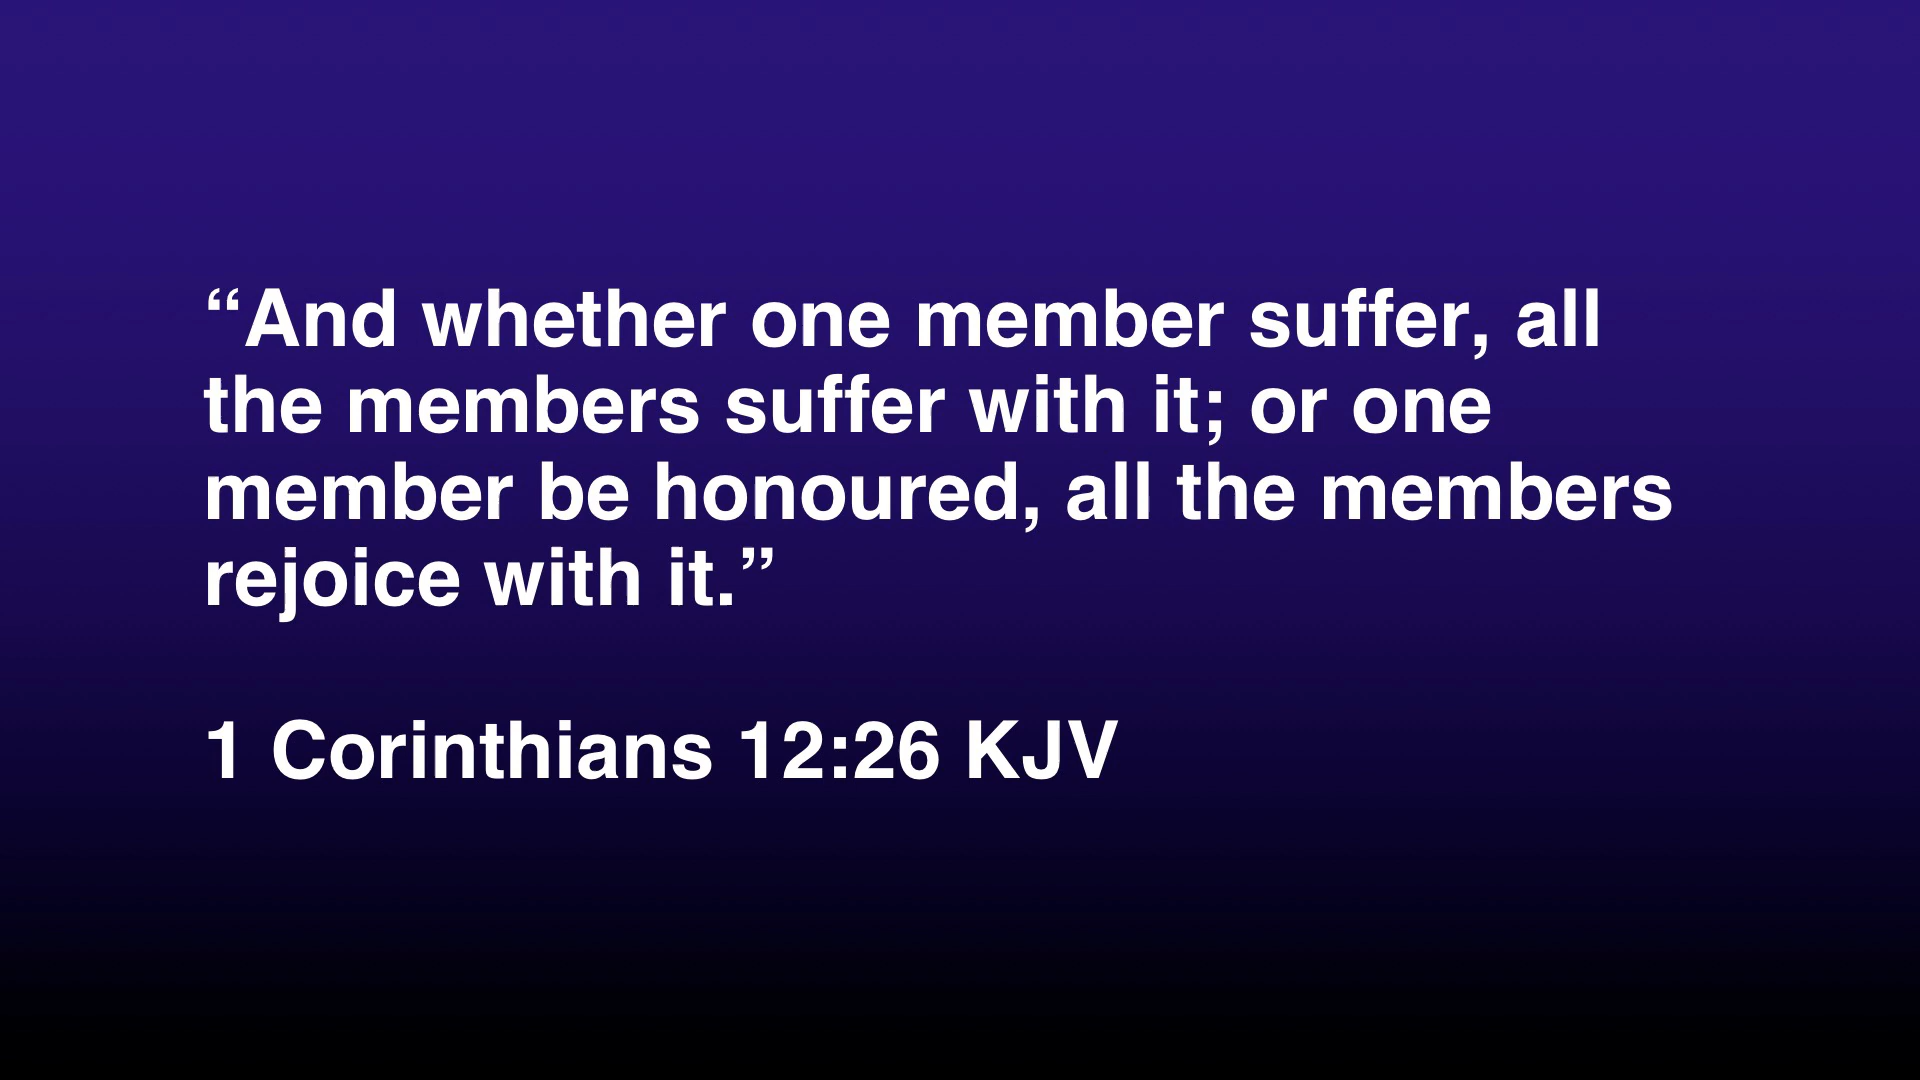 “And whether one member suffer, all
the members suffer with it; or one
member be honoured, all the members
rejoice with it.”
1 Corinthians 12:26 KJV